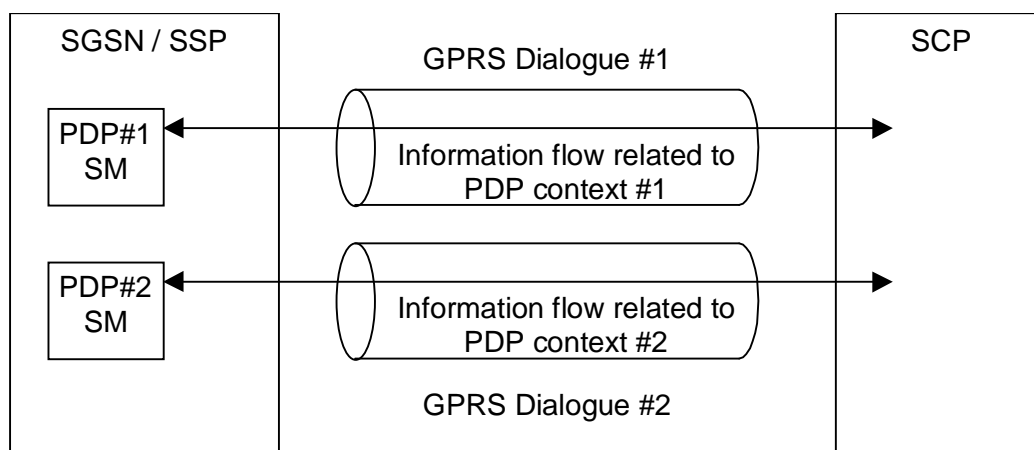 SGSN / SSP
GPRS Dialogue #1
SCP
PDP#1
SM
Information flow related to
PDP context #1
PDP#2
SM
Information flow related to
PDP context #2
GPRS Dialogue #2